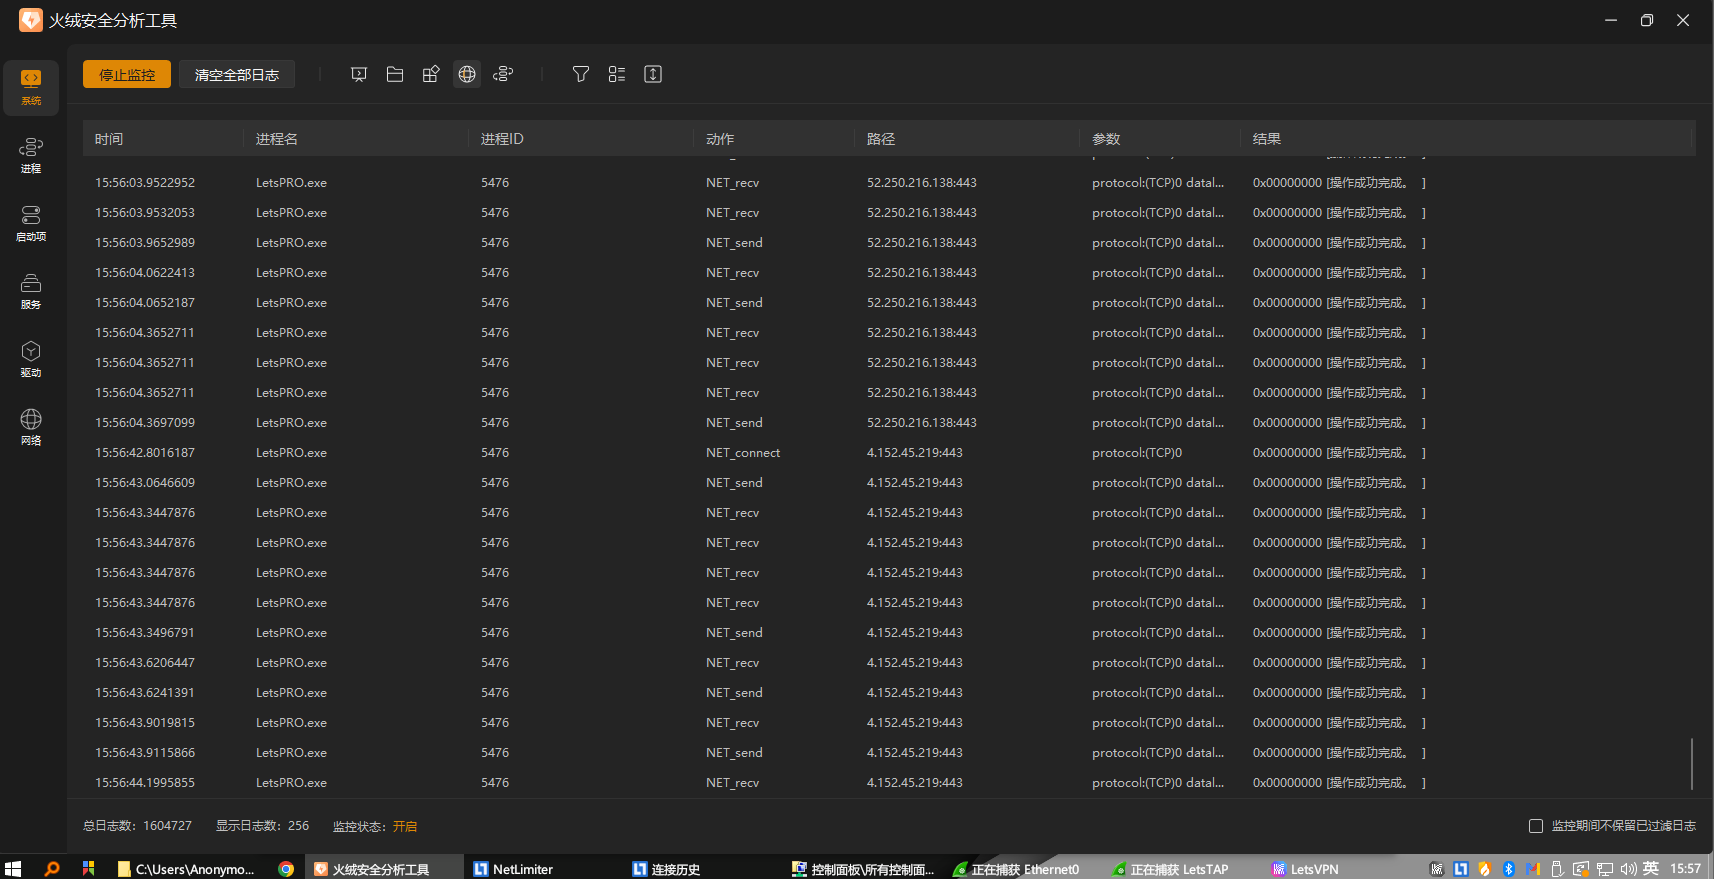 火绒安全分析工具
停止监控 清空全部日志
系统
进程
启动项
服务
驱动
网络
时间 进程名 进程ID 动作 路径 参数 结果
15:56:03.9522952 LetsPRO.exe 5476 NET_recv 52.250.216.138:443 protocol:(TCP)0 datal... 0x00000000 [操作成功完成。 ]
15:56:03.9532053 LetsPRO.exe 5476 NET_recv 52.250.216.138:443 protocol:(TCP)0 datal... 0x00000000 [操作成功完成。 ]
15:56:03.9652989 LetsPRO.exe 5476 NET_send 52.250.216.138:443 protocol:(TCP)0 datal... 0x00000000 [操作成功完成。 ]
15:56:04.0622413 LetsPRO.exe 5476 NET_recv 52.250.216.138:443 protocol:(TCP)0 datal... 0x00000000 [操作成功完成。 ]
15:56:04.0652187 LetsPRO.exe 5476 NET_send 52.250.216.138:443 protocol:(TCP)0 datal... 0x00000000 [操作成功完成。 ]
15:56:04.3652711 LetsPRO.exe 5476 NET_recv 52.250.216.138:443 protocol:(TCP)0 datal... 0x00000000 [操作成功完成。 ]
15:56:04.3652711 LetsPRO.exe 5476 NET_recv 52.250.216.138:443 protocol:(TCP)0 datal... 0x00000000 [操作成功完成。 ]
15:56:04.3652711 LetsPRO.exe 5476 NET_recv 52.250.216.138:443 protocol:(TCP)0 datal... 0x00000000 [操作成功完成。 ]
15:56:04.3697099 LetsPRO.exe 5476 NET_send 52.250.216.138:443 protocol:(TCP)0 datal... 0x00000000 [操作成功完成。 ]
15:56:42.8016187 LetsPRO.exe 5476 NET_connect 4.152.45.219:443 protocol:(TCP)0 0x00000000 [操作成功完成。 ]
15:56:43.0646609 LetsPRO.exe 5476 NET_send 4.152.45.219:443 protocol:(TCP)0 datal... 0x00000000 [操作成功完成。 ]
15:56:43.3447876 LetsPRO.exe 5476 NET_recv 4.152.45.219:443 protocol:(TCP)0 datal... 0x00000000 [操作成功完成。 ]
15:56:43.3447876 LetsPRO.exe 5476 NET_recv 4.152.45.219:443 protocol:(TCP)0 datal... 0x00000000 [操作成功完成。 ]
15:56:43.3447876 LetsPRO.exe 5476 NET_recv 4.152.45.219:443 protocol:(TCP)0 datal... 0x00000000 [操作成功完成。 ]
15:56:43.3447876 LetsPRO.exe 5476 NET_recv 4.152.45.219:443 protocol:(TCP)0 datal... 0x00000000 [操作成功完成。 ]
15:56:43.3496791 LetsPRO.exe 5476 NET_send 4.152.45.219:443 protocol:(TCP)0 datal... 0x00000000 [操作成功完成。 ]
15:56:43.6206447 LetsPRO.exe 5476 NET_recv 4.152.45.219:443 protocol:(TCP)0 datal... 0x00000000 [操作成功完成。 ]
15:56:43.6241391 LetsPRO.exe 5476 NET_send 4.152.45.219:443 protocol:(TCP)0 datal... 0x00000000 [操作成功完成。 ]
15:56:43.9019815 LetsPRO.exe 5476 NET_recv 4.152.45.219:443 protocol:(TCP)0 datal... 0x00000000 [操作成功完成。 ]
15:56:43.9115866 LetsPRO.exe 5476 NET_send 4.152.45.219:443 protocol:(TCP)0 datal... 0x00000000 [操作成功完成。 ]
15:56:44.1995855 LetsPRO.exe 5476 NET_recv 4.152.45.219:443 protocol:(TCP)0 datal... 0x00000000 [操作成功完成。 ]
总日志数：1604727 显示日志数：256 监控状态：开启 监控期间不保留已过滤日志
C:\Users\Anonymo... 火绒安全分析工具 NetLimiter 连接历史 控制面板\所有控制面... 正在捕获 Ethernet0 正在捕获 LetsTAP LetsVPN 英 15:57